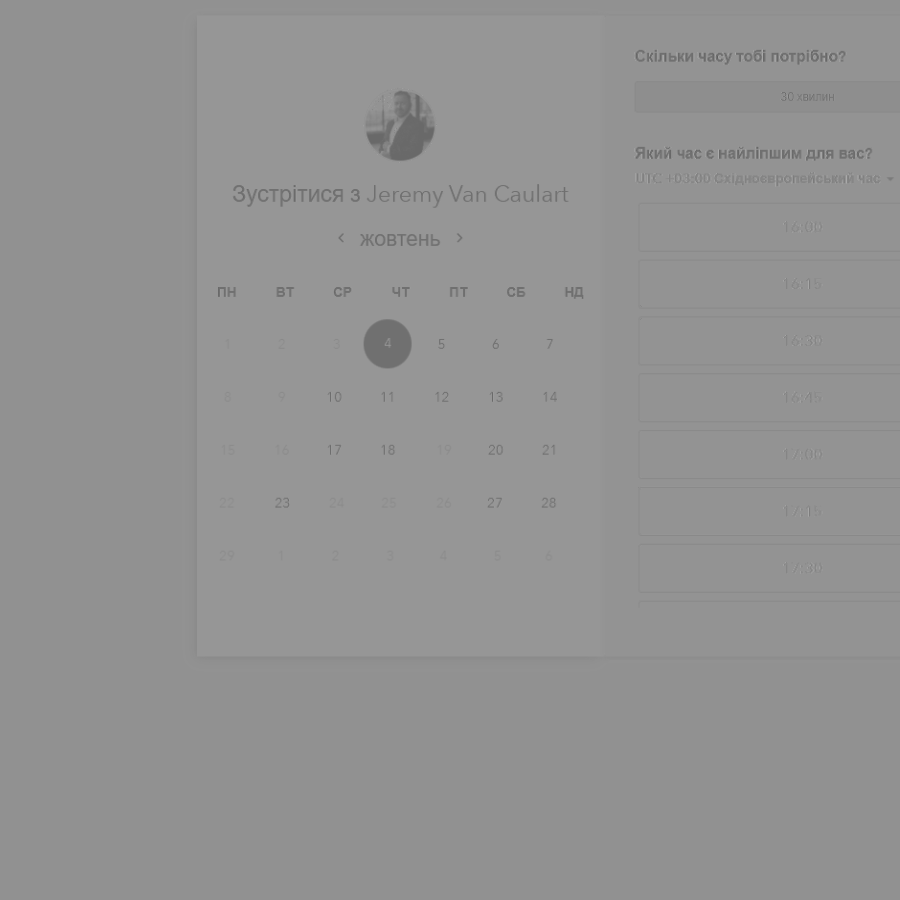 Зустрітися з Jeremy Van Caulart
жовтень
ПН ВТ СР ЧТ ПТ СБ НД
1 2 3 4 5 6 7
8 9 10 11 12 13 14
15 16 17 18 19 20 21
22 23 24 25 26 27 28
29 1 2 3 4 5 6
Скільки часу тобі потрібно?
30 хвилин
Який час є найліпшим для вас?
UTC +03:00 Східноєвропейський час
16:00
16:15
16:30
16:45
17:00
17:15
17:30